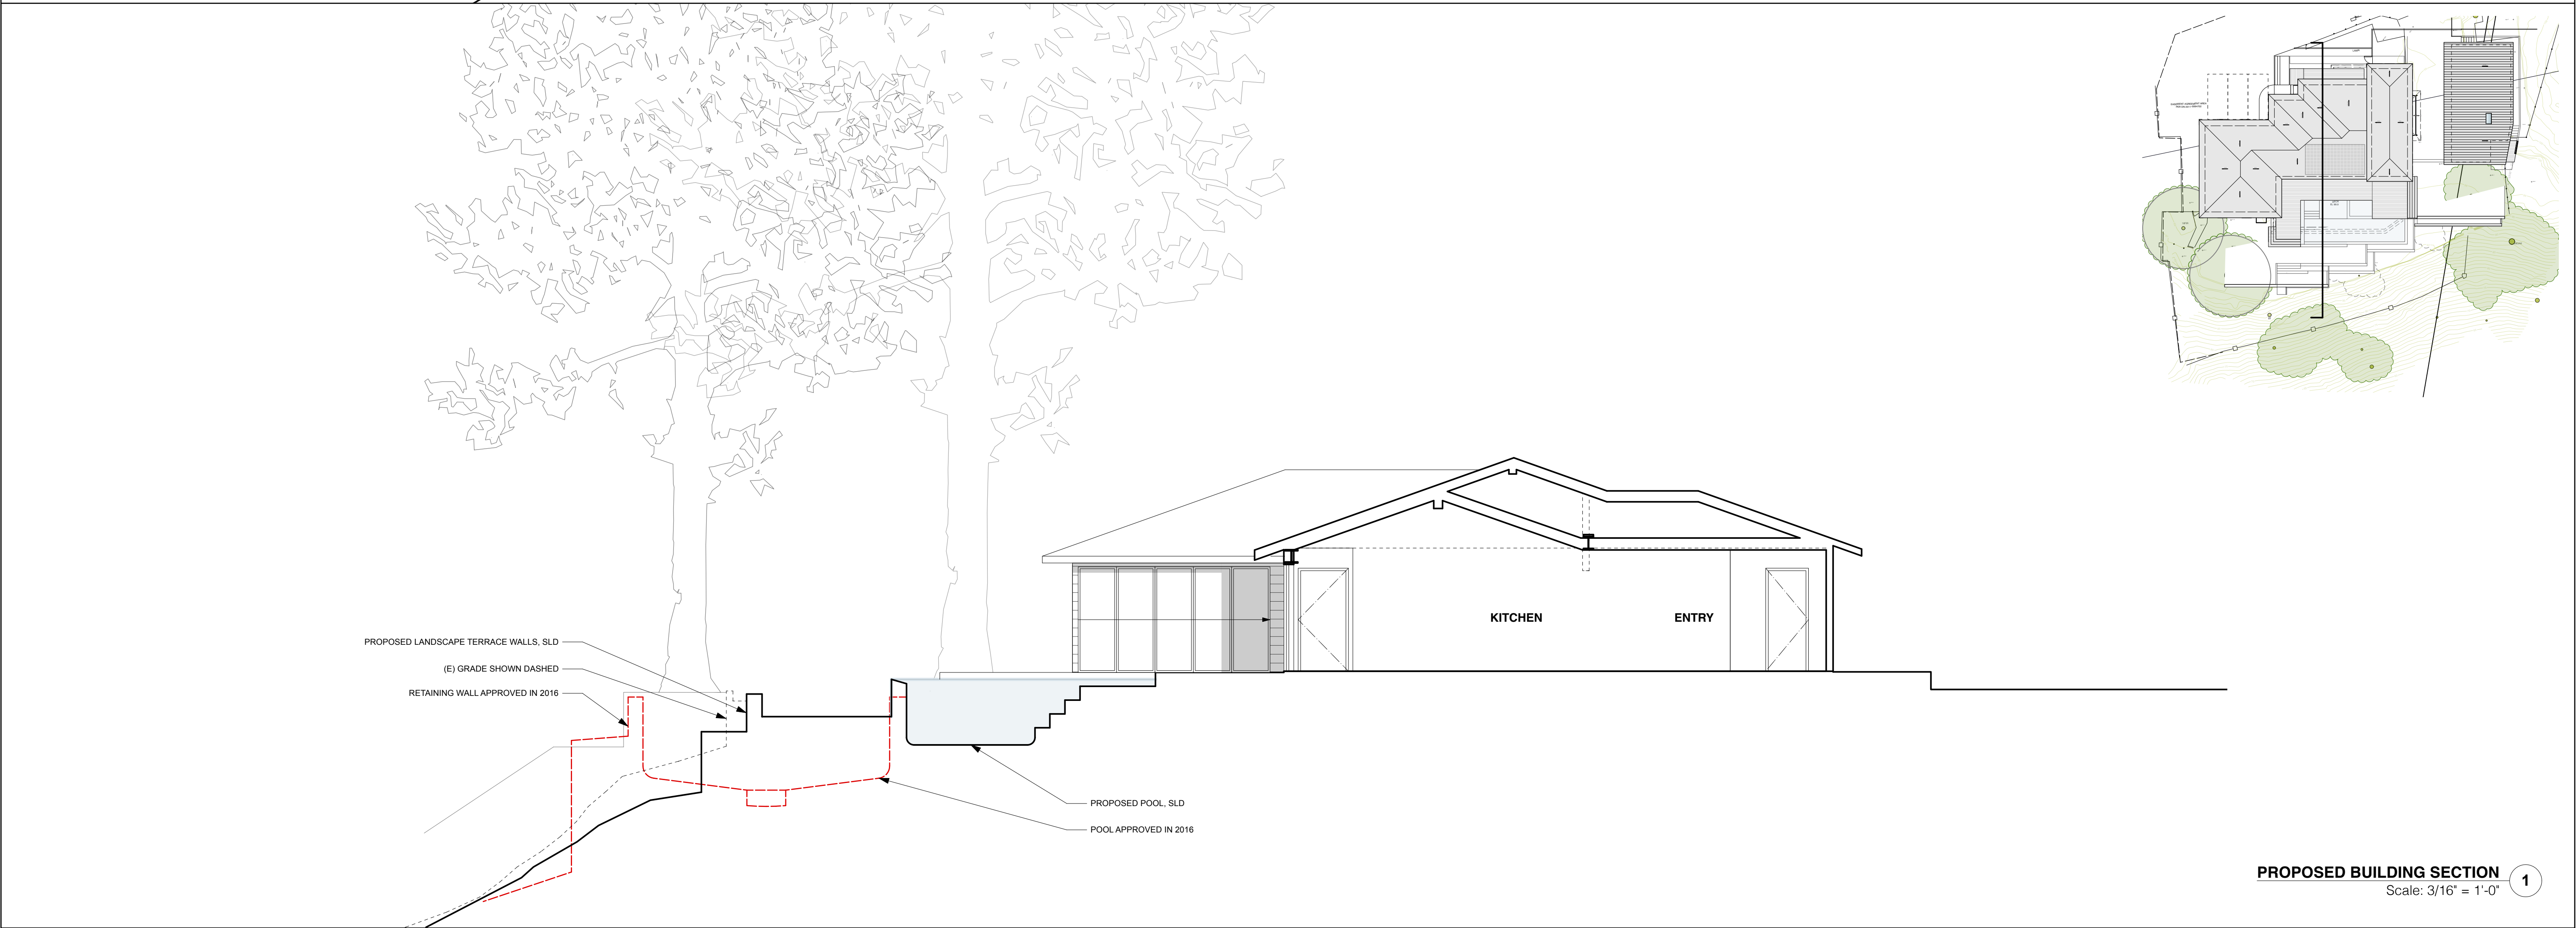 KITCHEN
ENTRY
PROPOSED LANDSCAPE TERRACE WALLS, SLD
(E) GRADE SHOWN DASHED
RETAINING WALL APPROVED IN 2016
PROPOSED POOL, SLD
POOL APPROVED IN 2016
PROPOSED BUILDING SECTION
1
Scale: 3/16" = 1'-0"